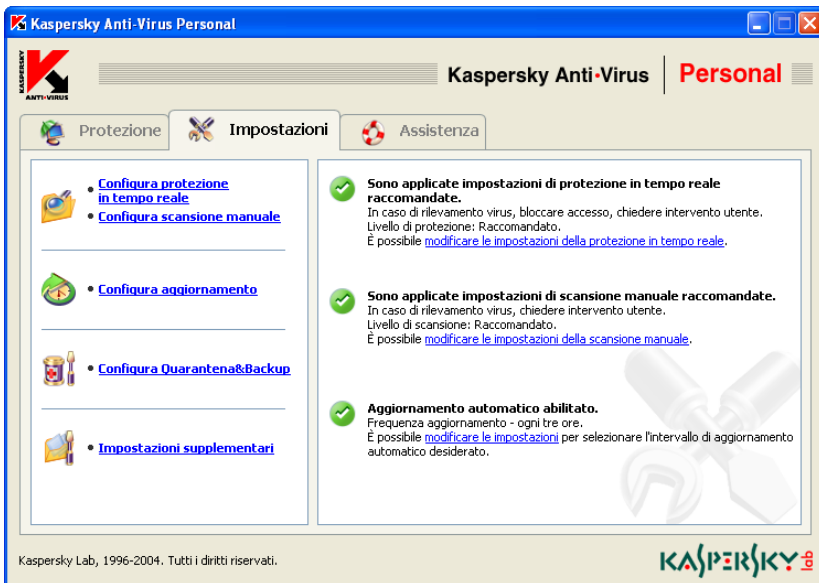 Kaspersky Anti-Virus Personal
KASPERSKY
ANTI-VIRUS
Kaspersky Anti•Virus Personal
Protezione
Impostazioni
Assistenza
Configura protezione
in tempo reale
Configura scansione manuale
Configura aggiornamento
Configura Quarantena&Backup
Impostazioni supplementari
Sono applicate impostazioni di protezione in tempo reale
raccomandate.
In caso di rilevamento virus, bloccare accesso, chiedere intervento utente.
Livello di protezione: Raccomandato.
È possibile modificare le impostazioni della protezione in tempo reale.
Sono applicate impostazioni di scansione manuale raccomandate.
In caso di rilevamento virus, chiedere intervento utente.
Livello di scansione: Raccomandato.
È possibile modificare le impostazioni della scansione manuale.
Aggiornamento automatico abilitato.
Frequenza aggiornamento - ogni tre ore.
È possibile modificare le impostazioni per selezionare l'intervallo di aggiornamento
automatico desiderato.
Kaspersky Lab, 1996-2004. Tutti i diritti riservati.
KASPERSKY lab